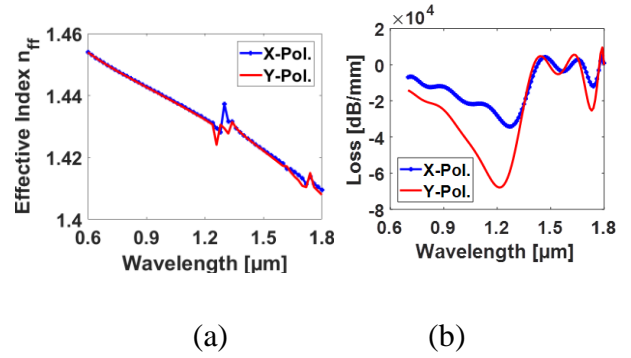 1.46
1.44
1.42
1.4
Effective Index n_ff
X-Pol.
Y-Pol.
0.6 0.9 1.2 1.5 1.8
Wavelength [µm]
(a)
×10⁴
2
0
-2
-4
-6
-8
Loss [dB/mm]
X-Pol.
Y-Pol.
0.6 0.9 1.2 1.5 1.8
Wavelength [µm]
(b)